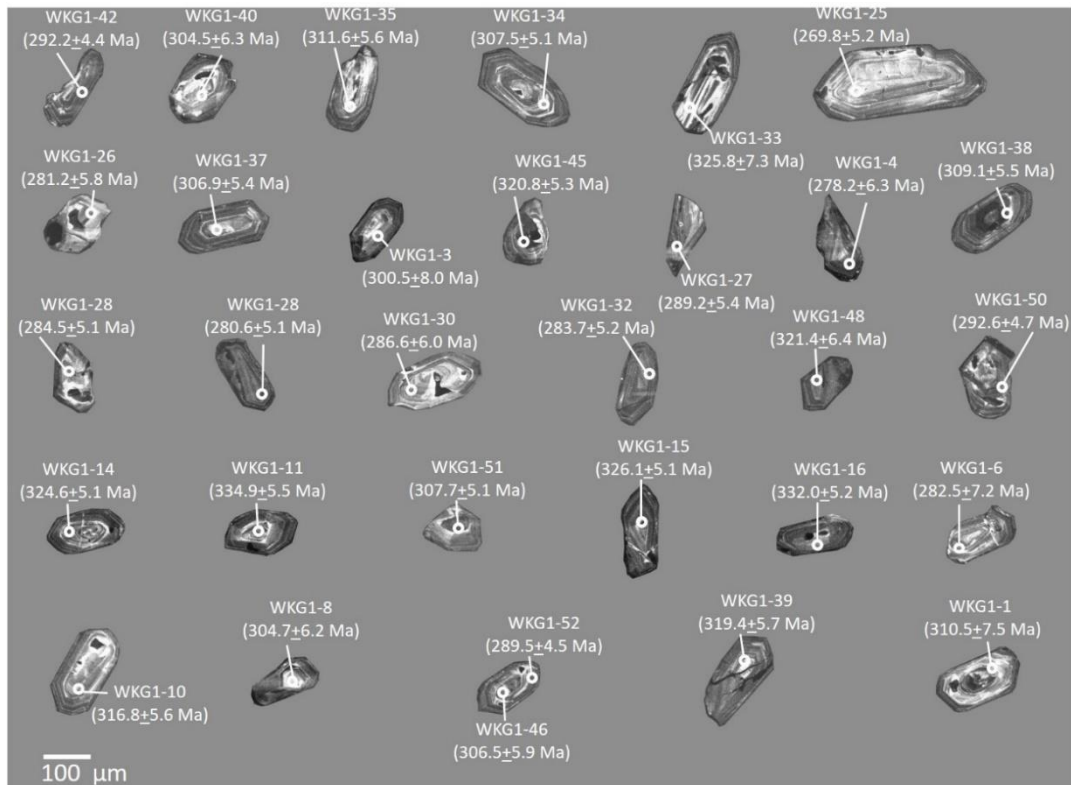 WKG1-42
(292.2±4.4 Ma)
WKG1-40
(304.5±6.3 Ma)
WKG1-35
(311.6±5.6 Ma)
WKG1-34
(307.5±5.1 Ma)
WKG1-25
(269.8±5.2 Ma)
WKG1-33
(325.8±7.3 Ma)
WKG1-26
(281.2±5.8 Ma)
WKG1-37
(306.9±5.4 Ma)
WKG1-3
(300.5±8.0 Ma)
WKG1-45
(320.8±5.3 Ma)
WKG1-27
(289.2±5.4 Ma)
WKG1-4
(278.2±6.3 Ma)
WKG1-38
(309.1±5.5 Ma)
WKG1-28
(284.5±5.1 Ma)
WKG1-28
(280.6±5.1 Ma)
WKG1-30
(286.6±6.0 Ma)
WKG1-32
(283.7±5.2 Ma)
WKG1-48
(321.4±6.4 Ma)
WKG1-50
(292.6±4.7 Ma)
WKG1-14
(324.6±5.1 Ma)
WKG1-11
(334.9±5.5 Ma)
WKG1-51
(307.7±5.1 Ma)
WKG1-15
(326.1±5.1 Ma)
WKG1-16
(332.0±5.2 Ma)
WKG1-6
(282.5±7.2 Ma)
WKG1-10
(316.8±5.6 Ma)
WKG1-8
(304.7±6.2 Ma)
WKG1-52
(289.5±4.5 Ma)
WKG1-46
(306.5±5.9 Ma)
WKG1-39
(319.4±5.7 Ma)
WKG1-1
(310.5±7.5 Ma)
100 μm